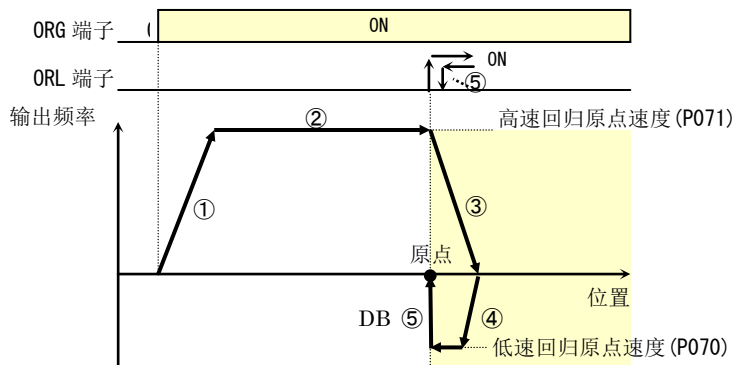 ORG 端子
ON
ORL 端子
ON
⑤
输出频率
②
高速回归原点速度(P071)
①
③
原点
位置
DB ⑤
④
低速回归原点速度(P070)